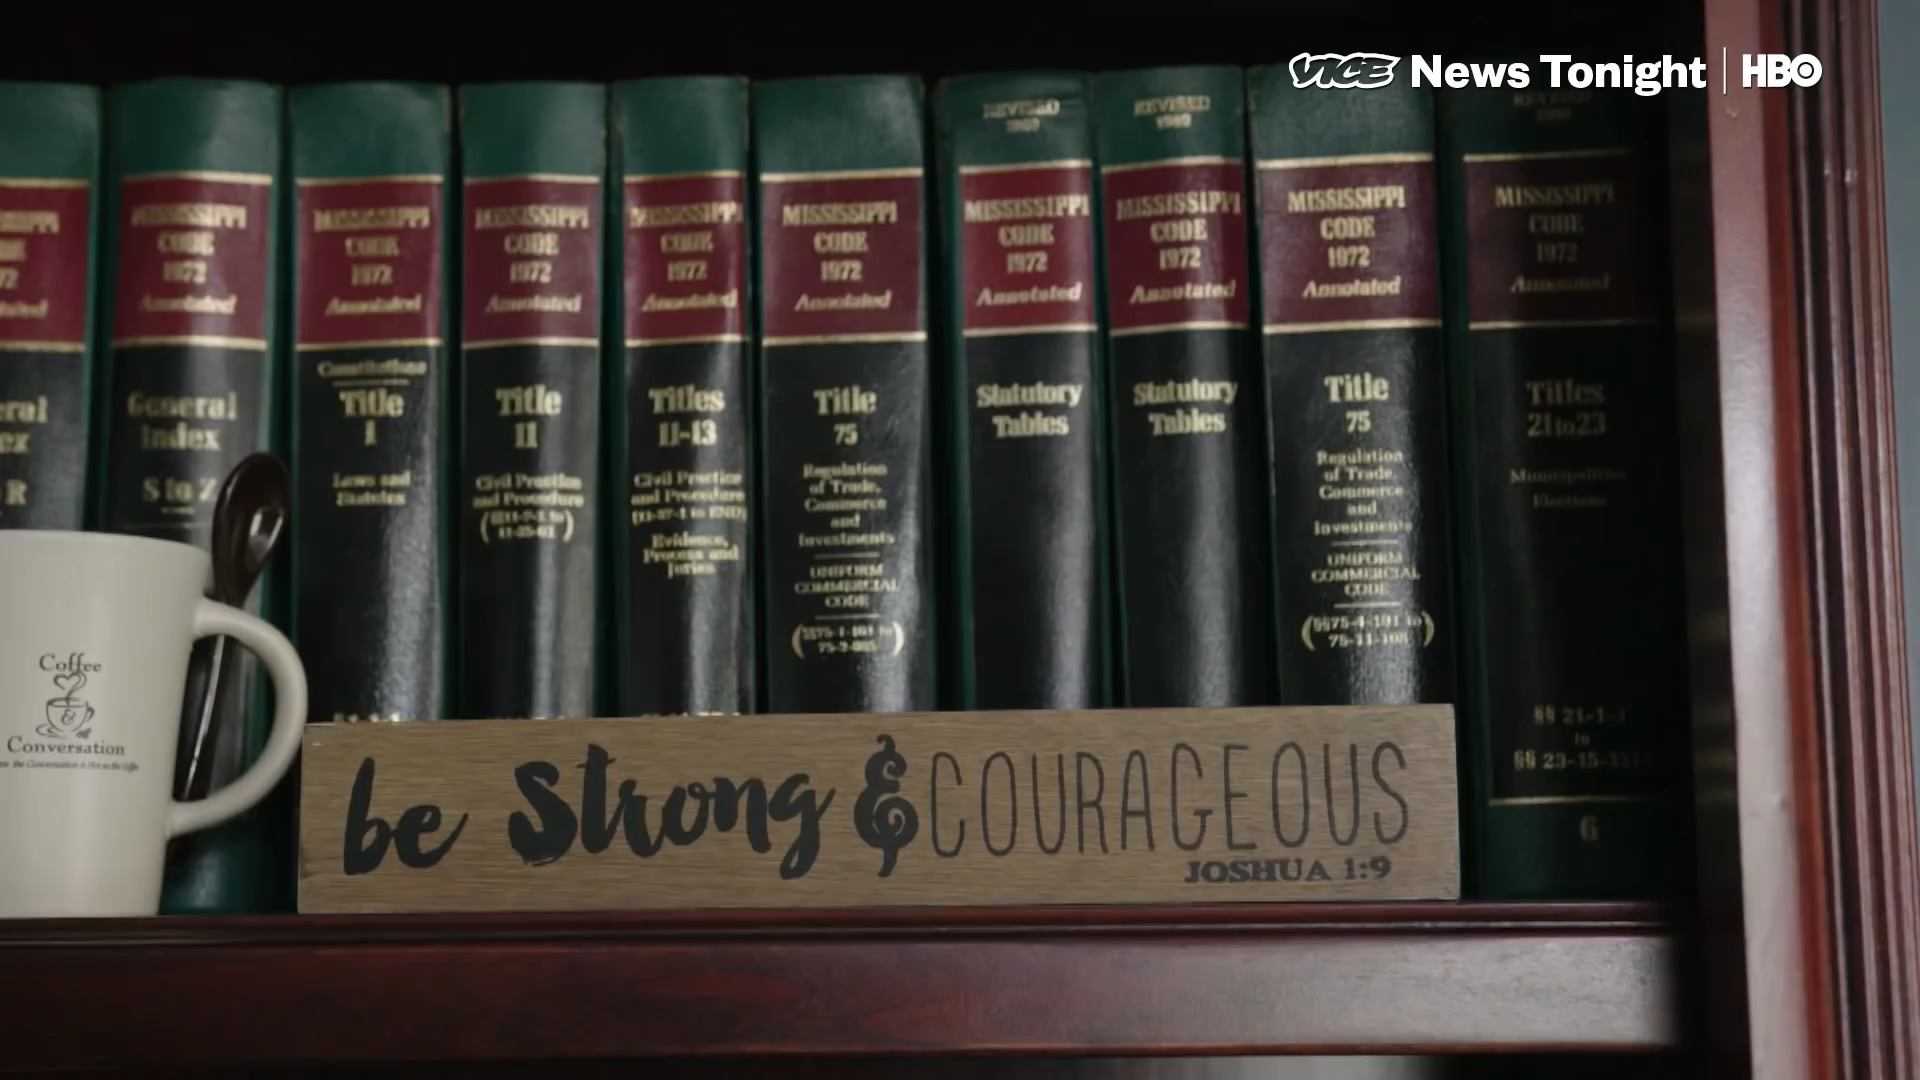 VICE News Tonight | HBO
MISSISSIPPI
CODE
1972
Annotated
General
Index
S to Z
MISSISSIPPI
CODE
1972
Annotated
Constitutions
Title
1
Laws and
Statutes
MISSISSIPPI
CODE
1972
Annotated
Title
11
Civil Practice
and Procedure
MISSISSIPPI
CODE
1972
Annotated
Titles
11-13
Civil Practice
and Procedure
Evidence,
Process and
Juries
MISSISSIPPI
CODE
1972
Annotated
Title
75
Regulation
of Trade,
Commerce
and
Investments
UNIFORM
COMMERCIAL
CODE
REVISED
MISSISSIPPI
CODE
1972
Annotated
Statutory
Tables
REVISED
MISSISSIPPI
CODE
1972
Annotated
Statutory
Tables
MISSISSIPPI
CODE
1972
Annotated
Title
75
Regulation
of Trade,
Commerce
and
Investments
UNIFORM
COMMERCIAL
CODE
MISSISSIPPI
CODE
1972
Annotated
Titles
21 to 23
Municipalities
Elections
6
Coffee
&
Conversation
be Strong & COURAGEOUS
JOSHUA 1:9